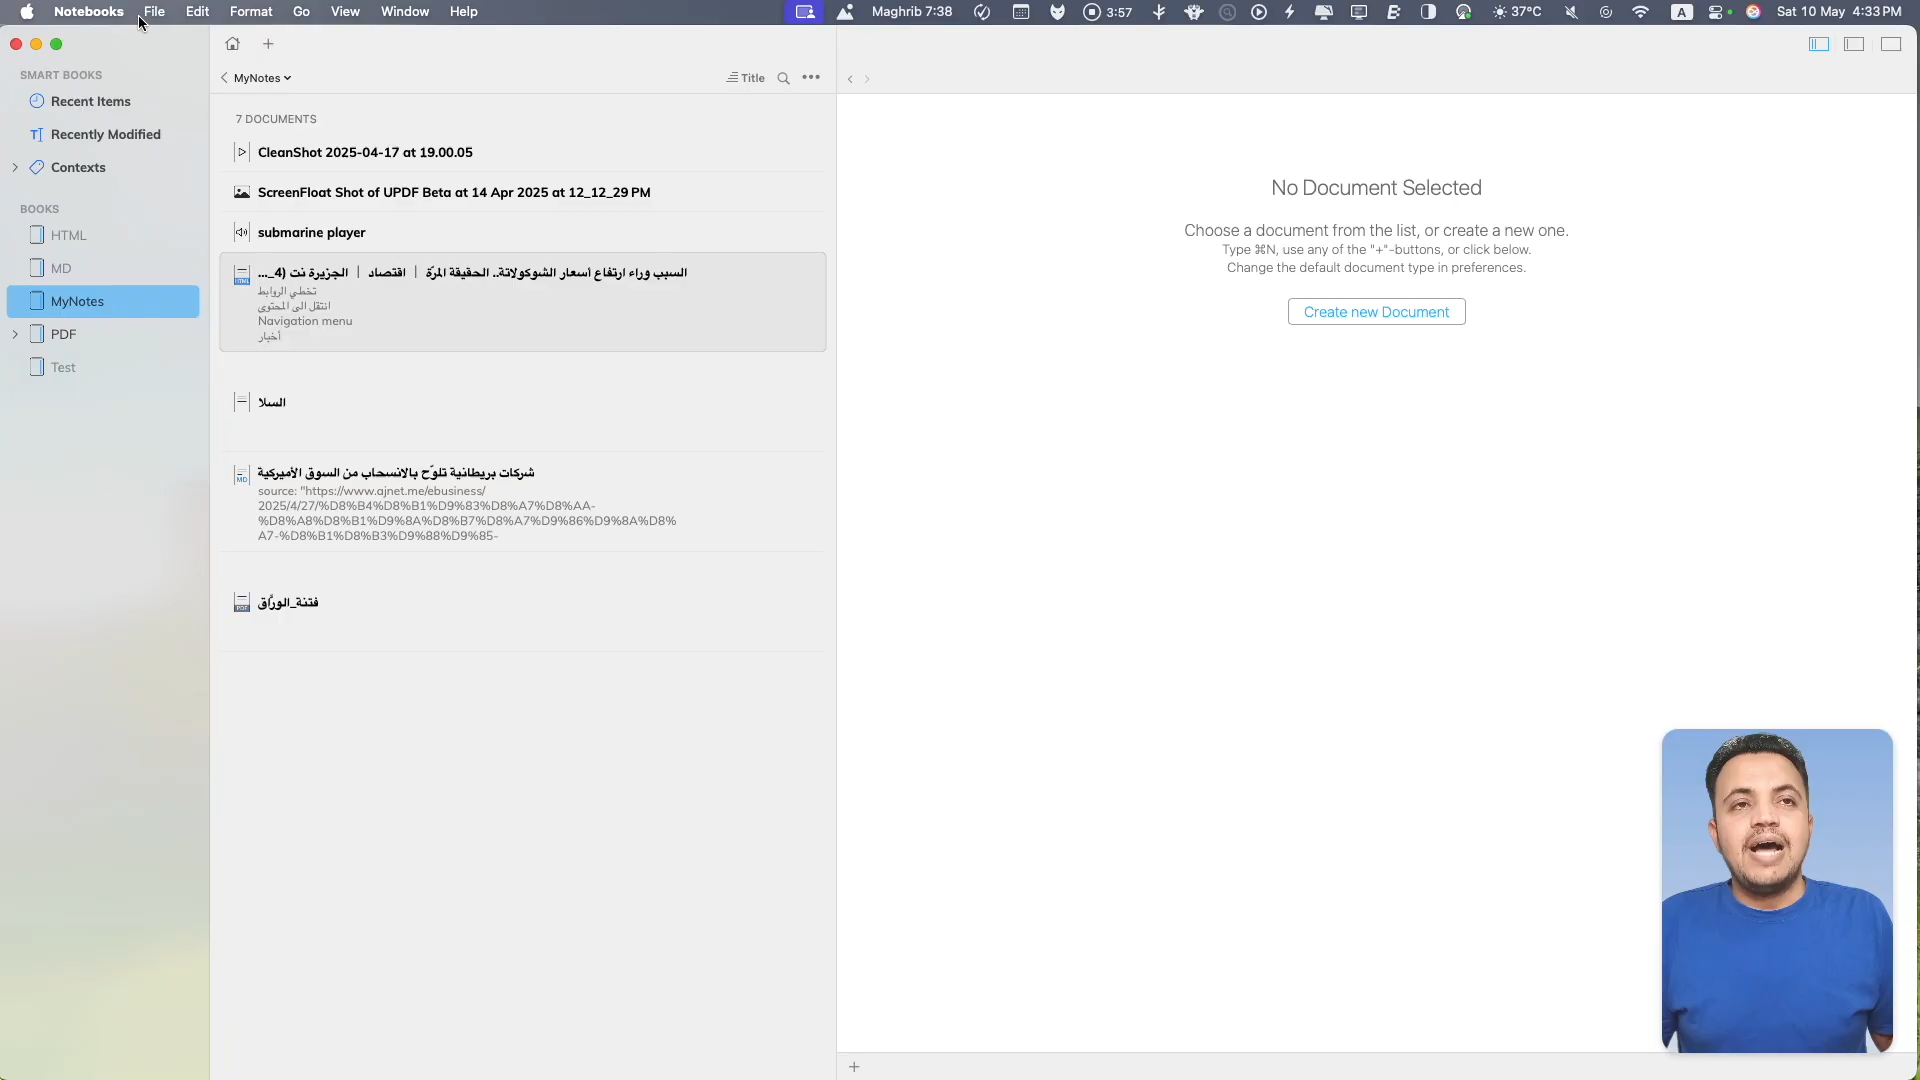 Notebooks File Edit Format Go View Window Help Maghrib 7:38 3:57 A 37°C Sat 10 May 4:33 PM
SMART BOOKS
Recent Items
Recently Modified
Contexts
BOOKS
HTML
MD
MyNotes
PDF
Test
MyNotes Title
7 DOCUMENTS
CleanShot 2025-04-17 at 19.00.05
ScreenFloat Shot of UPDF Beta at 14 Apr 2025 at 12_12_29 PM
submarine player
السبب وراء ارتفاع أسعار الشوكولاتة.. الحقيقة المرّة | اقتصاد | الجزيرة نت (4_...
تخطي الروابط
انتقل الى المحتوى
Navigation menu
أخبار
السلا
شركات بريطانية تلوّح بالانسحاب من السوق الأميركية
source: "https://www.ajnet.me/ebusiness/
2025/4/27/%D8%B4%D8%B1%D9%83%D8%A7%D8%AA-
%D8%A8%D8%B1%D9%8A%D8%B7%D8%A7%D9%86%D9%8A%D8%
A7-%D8%B1%D8%B3%D9%88%D9%85-
فتنة_الورَّاق
No Document Selected
Choose a document from the list, or create a new one.
Type ⌘N, use any of the "+"-buttons, or click below.
Change the default document type in preferences.
Create new Document